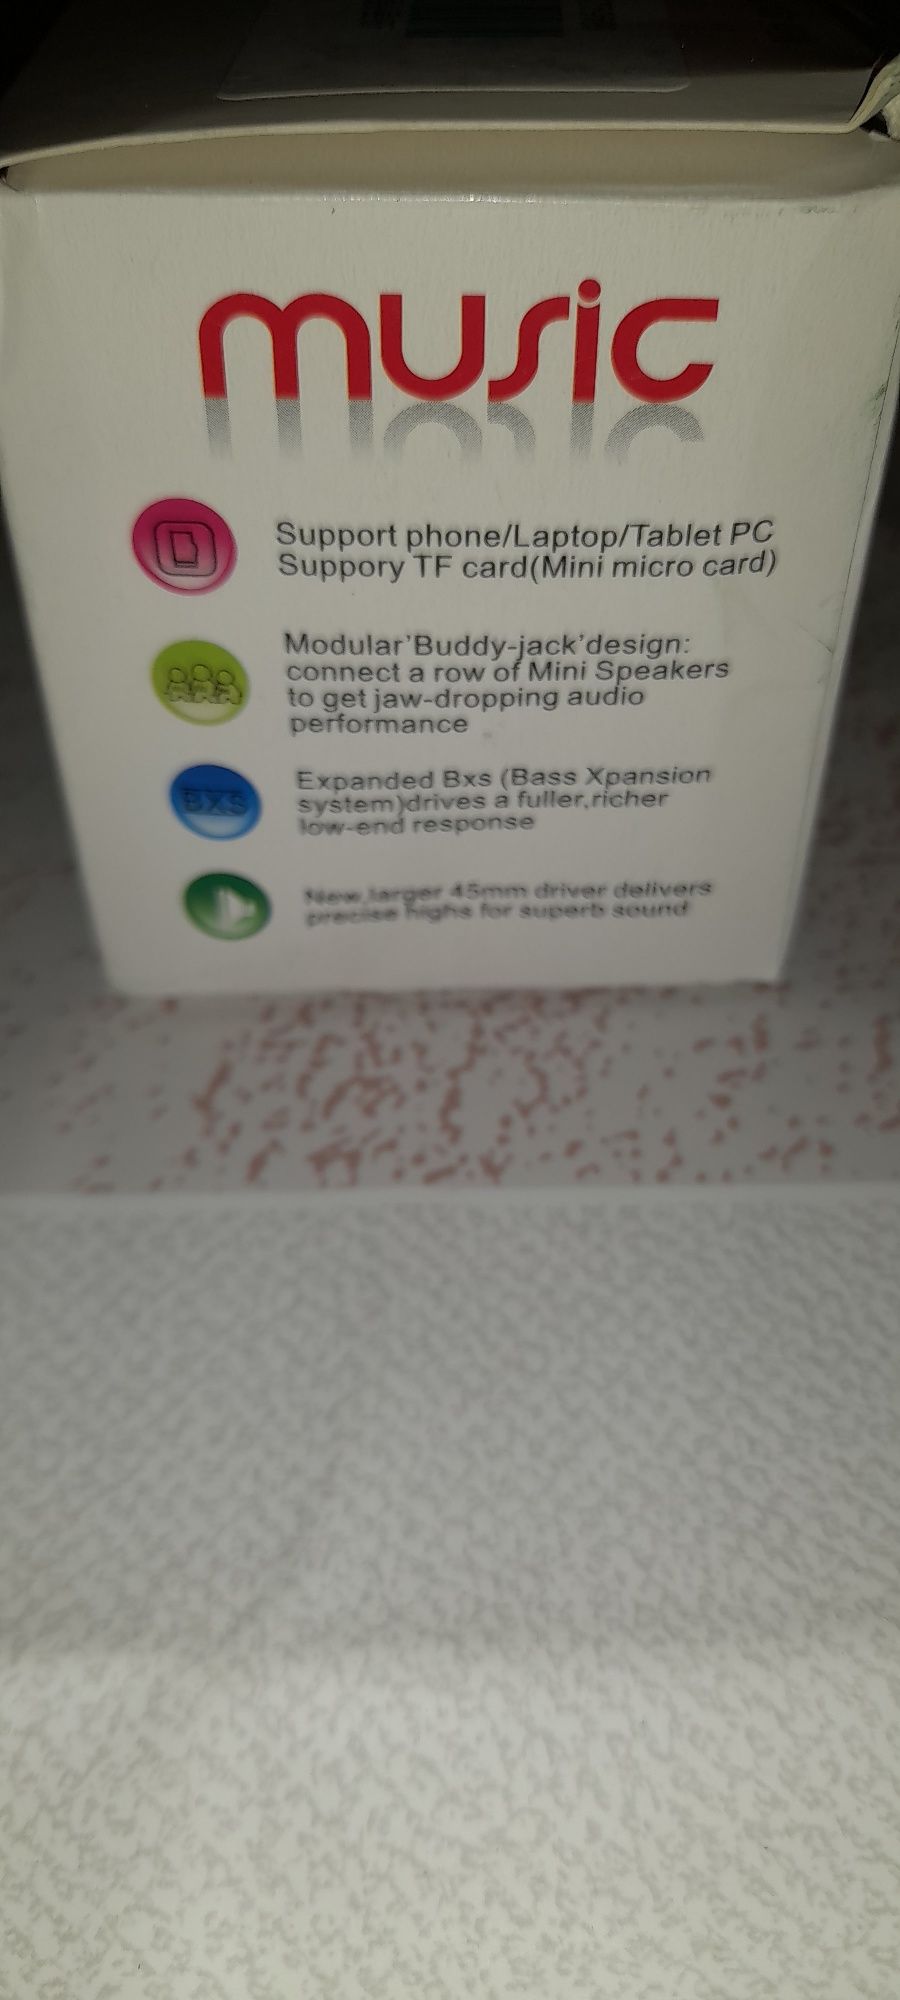 music
Support phone/Laptop/Tablet PC
Suppory TF card(Mini micro card)
Modular'Buddy-jack'design:
connect a row of Mini Speakers
to get jaw-dropping audio
performance
BXS
Expanded Bxs (Bass Xpansion
system)drives a fuller,richer
low-end response
New,larger 45mm driver delivers
precise highs for superb sound